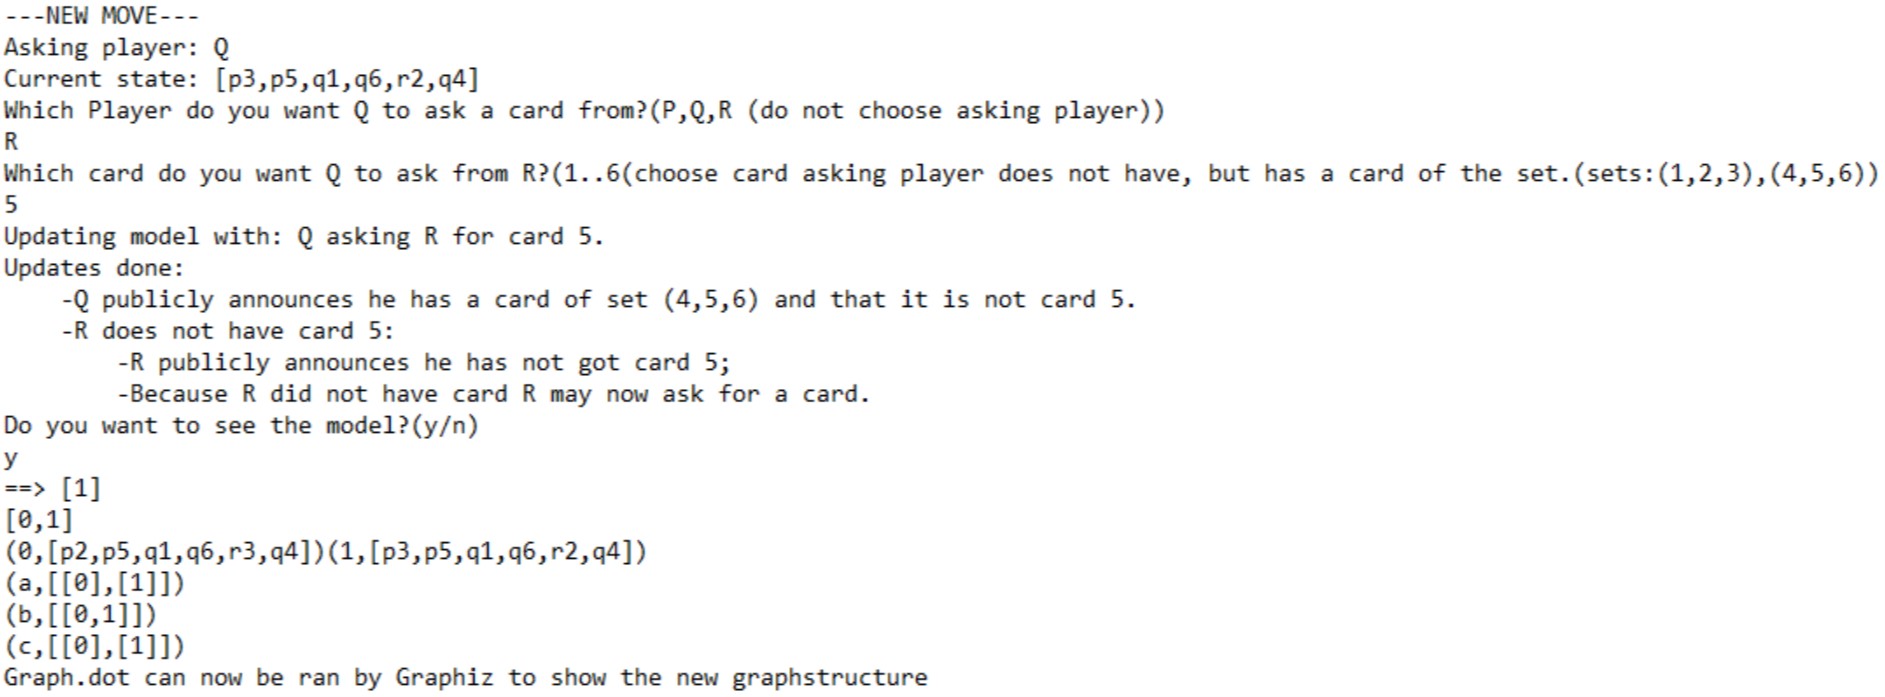 ---NEW MOVE---
Asking player: Q
Current state: [p3,p5,q1,q6,r2,q4]
Which Player do you want Q to ask a card from?(P,Q,R (do not choose asking player))
R
Which card do you want Q to ask from R?(1..6(choose card asking player does not have, but has a card of the set.(sets:(1,2,3),(4,5,6))
5
Updating model with: Q asking R for card 5.
Updates done:
-Q publicly announces he has a card of set (4,5,6) and that it is not card 5.
-R does not have card 5:
-R publicly announces he has not got card 5;
-Because R did not have card R may now ask for a card.
Do you want to see the model?(y/n)
y
==> [1]
[0,1]
(0,[p2,p5,q1,q6,r3,q4])(1,[p3,p5,q1,q6,r2,q4])
(a,[[0],[1]])
(b,[[0,1]])
(c,[[0],[1]])
Graph.dot can now be ran by Graphiz to show the new graphstructure